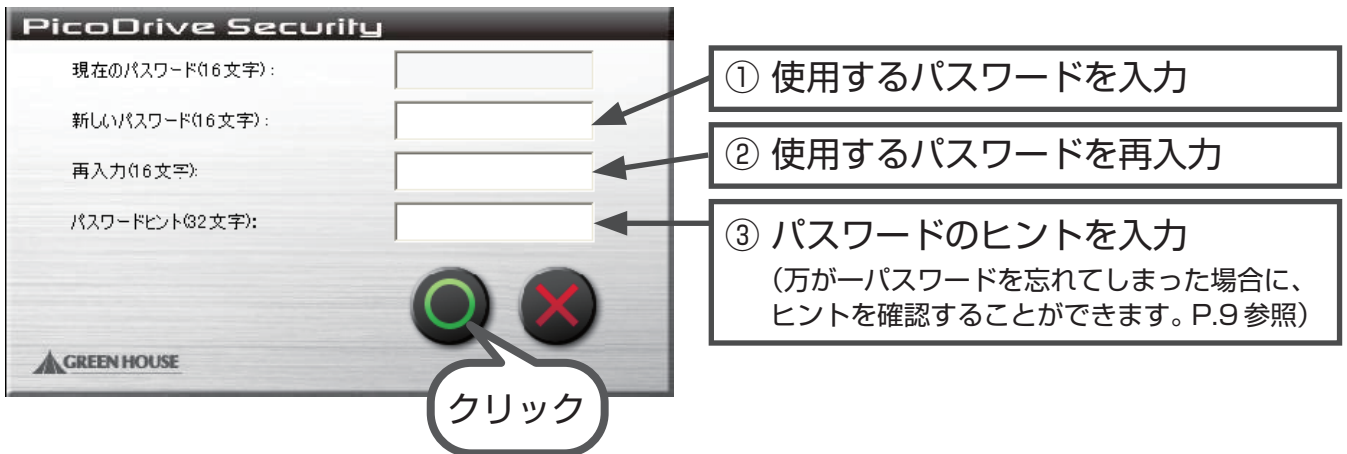 PicoDrive Security
現在のパスワード(16文字):
新しいパスワード(16文字):
再入力(16文字):
パスワードヒント(32文字):
GREEN HOUSE
クリック
① 使用するパスワードを入力
② 使用するパスワードを再入力
③ パスワードのヒントを入力
(万が一パスワードを忘れてしまった場合に、
ヒントを確認することができます。P.9 参照)